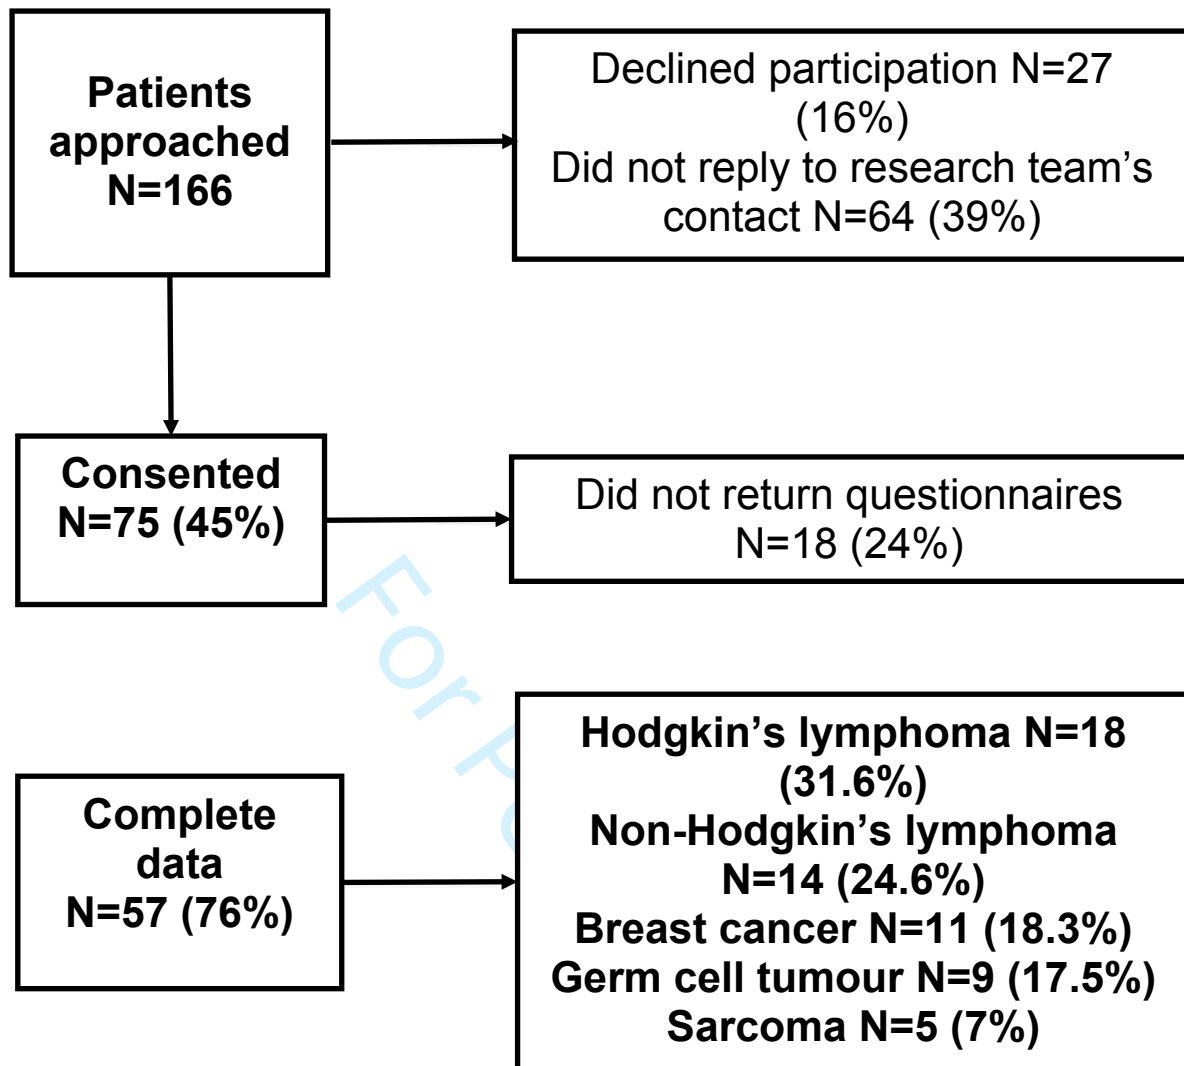 Patients
approached
N=166
Declined participation N=27
(16%)
Did not reply to research team’s
contact N=64 (39%)
Consented
N=75 (45%)
Did not return questionnaires
N=18 (24%)
Complete
data
N=57 (76%)
Hodgkin’s lymphoma N=18
(31.6%)
Non-Hodgkin’s lymphoma
N=14 (24.6%)
Breast cancer N=11 (18.3%)
Germ cell tumour N=9 (17.5%)
Sarcoma N=5 (7%)
For